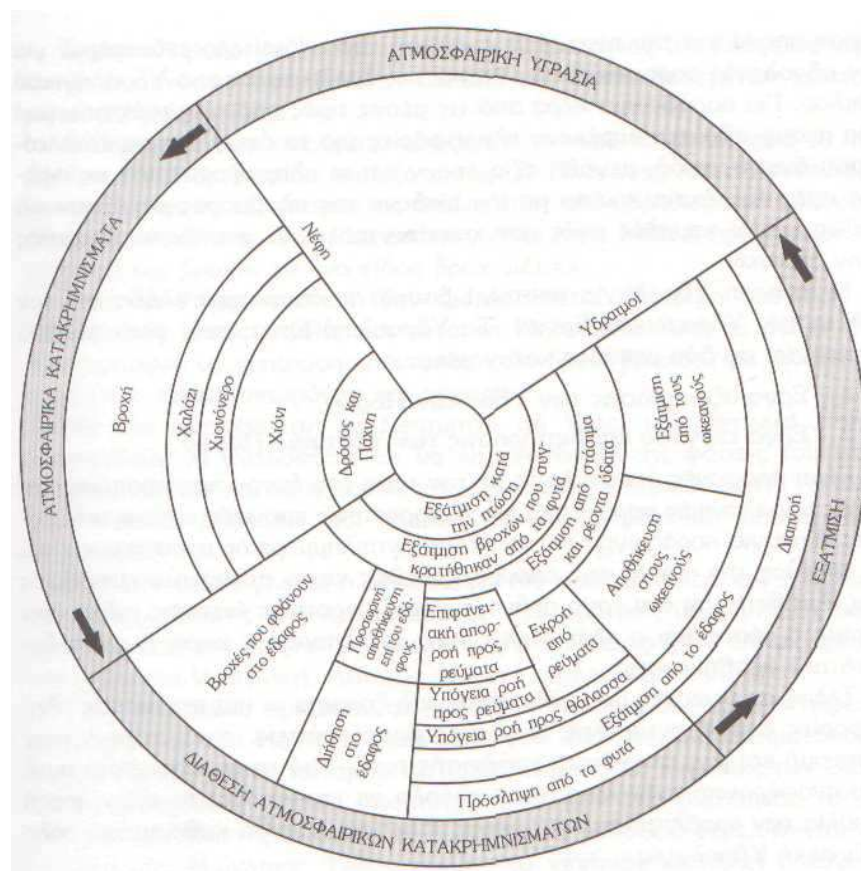 ΑΤΜΟΣΦΑΙΡΙΚΗ ΥΓΡΑΣΙΑ
ΑΤΜΟΣΦΑΙΡΙΚΑ ΚΑΤΑΚΡΗΜΝΙΣΜΑΤΑ
Νέφη
Υδρατμοί
Βροχή
Χαλάζι
Χιονόνερο
Χιόνι
Δρόσος και
Πάχνη
Εξάτμιση
από τους
ωκεανούς
Εξάτμιση κατά
την πτώση
Εξάτμιση βροχών που συγ-
κρατήθηκαν από τα φυτά
Εξάτμιση από στάσιμα
και ρέοντα ύδατα
Διαπνοή
ΕΞΑΤΜΙΣΗ
Αποθήκευση
στους
ωκεανούς
Βροχές που φθάνουν
στο έδαφος
Προσωρινή
αποθήκευση
επί του εδά-
φους
Επιφανει-
ακή απορ-
ροή προς
ρεύματα
Εκροή
από
ρεύματα
Υπόγεια ροή
προς ρεύματα
Υπόγεια ροή προς θάλασσα
Εξάτμιση από το έδαφος
Διήθηση
στο
έδαφος
Πρόσληψη από τα φυτά
ΔΙΑΘΕΣΗ ΑΤΜΟΣΦΑΙΡΙΚΩΝ ΚΑΤΑΚΡΗΜΝΙΣΜΑΤΩΝ